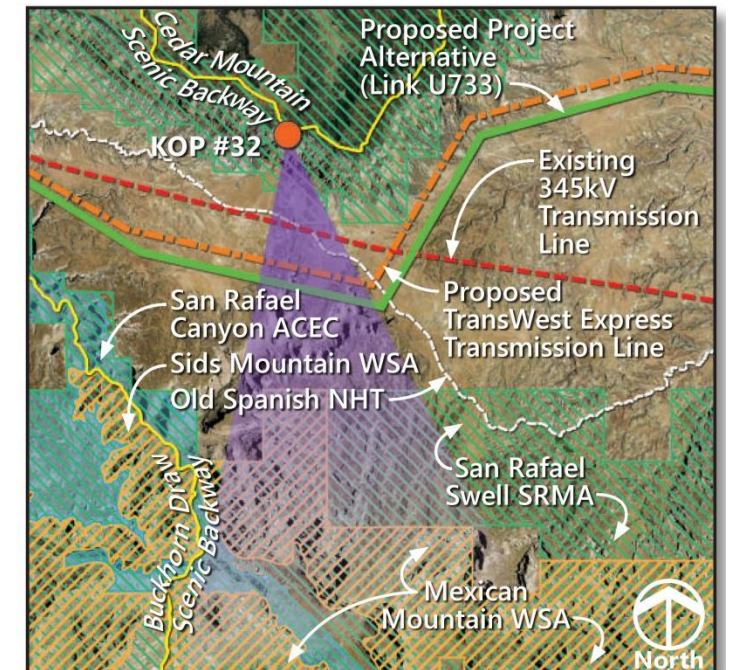 Cedar Mountain
Scenic Backway
Proposed Project
Alternative
(Link U733)
KOP #32
Existing
345kV
Transmission
Line
San Rafael
Canyon ACEC
Proposed
TransWest Express
Transmission Line
Sids Mountain WSA
Old Spanish NHT
San Rafael
Swell SRMA
Buckhorn Draw
Scenic Backway
Mexican
Mountain WSA
North